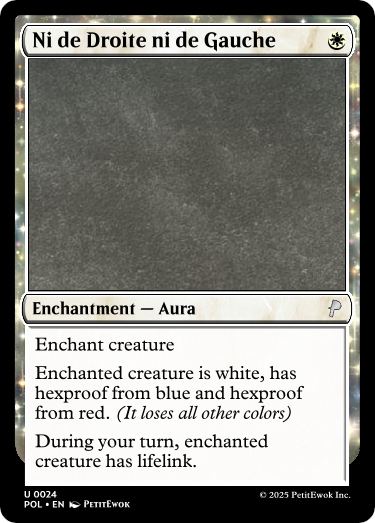 Ni de Droite ni de Gauche
Enchantment — Aura
Enchant creature
Enchanted creature is white, has
hexproof from blue and hexproof
from red. (It loses all other colors)
During your turn, enchanted
creature has lifelink.
U 0024
POL • EN PetitEwok
© 2025 PetitEwok Inc.